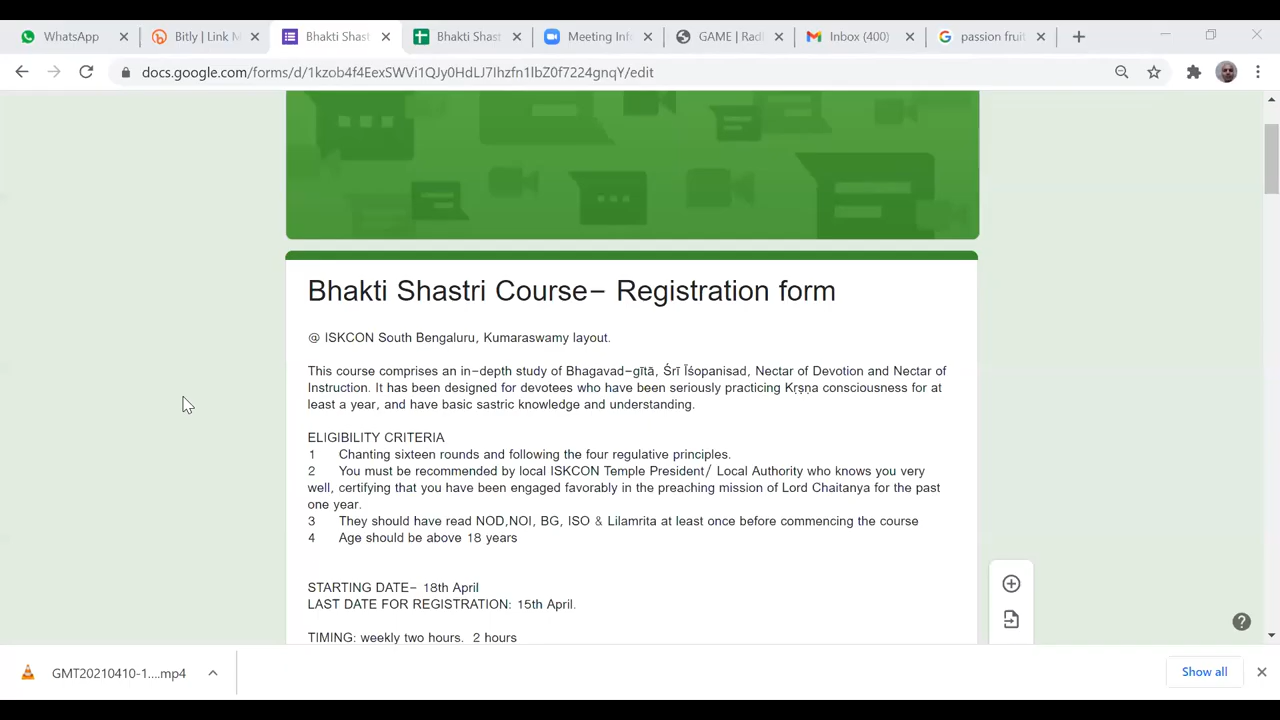 WhatsApp
Bitly | Link M
Bhakti Shast
Bhakti Shast
Meeting Inf
GAME | Rad
Inbox (400)
passion fruit
docs.google.com/forms/d/1kzob4f4EexSWVi1QJy0HdLJ7Ihzfn1lbZ0f7224gnqY/edit
Bhakti Shastri Course– Registration form
@ ISKCON South Bengaluru, Kumaraswamy layout.
This course comprises an in–depth study of Bhagavad–gītā, Śrī Īśopanisad, Nectar of Devotion and Nectar of
Instruction. It has been designed for devotees who have been seriously practicing Kṛṣṇa consciousness for at
least a year, and have basic sastric knowledge and understanding.
ELIGIBILITY CRITERIA
1 Chanting sixteen rounds and following the four regulative principles.
2 You must be recommended by local ISKCON Temple President/ Local Authority who knows you very
well, certifying that you have been engaged favorably in the preaching mission of Lord Chaitanya for the past
one year.
3 They should have read NOD,NOI, BG, ISO & Lilamrita at least once before commencing the course
4 Age should be above 18 years
STARTING DATE– 18th April
LAST DATE FOR REGISTRATION: 15th April.
TIMING: weekly two hours. 2 hours
GMT20210410-1....mp4
Show all